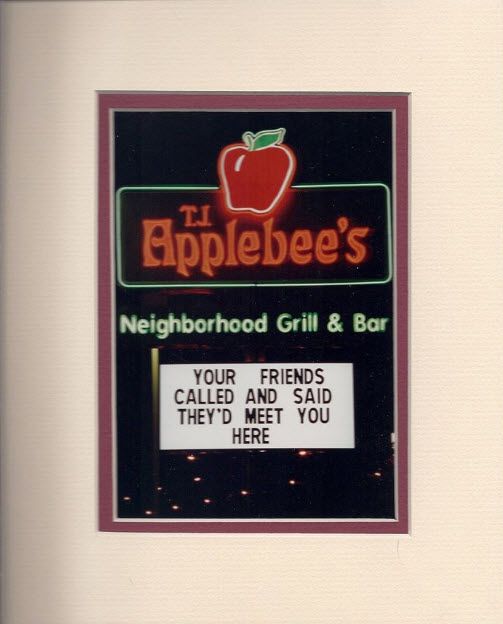 T.J.
Applebee's
Neighborhood Grill & Bar
YOUR FRIENDS
CALLED AND SAID
THEY'D MEET YOU
HERE